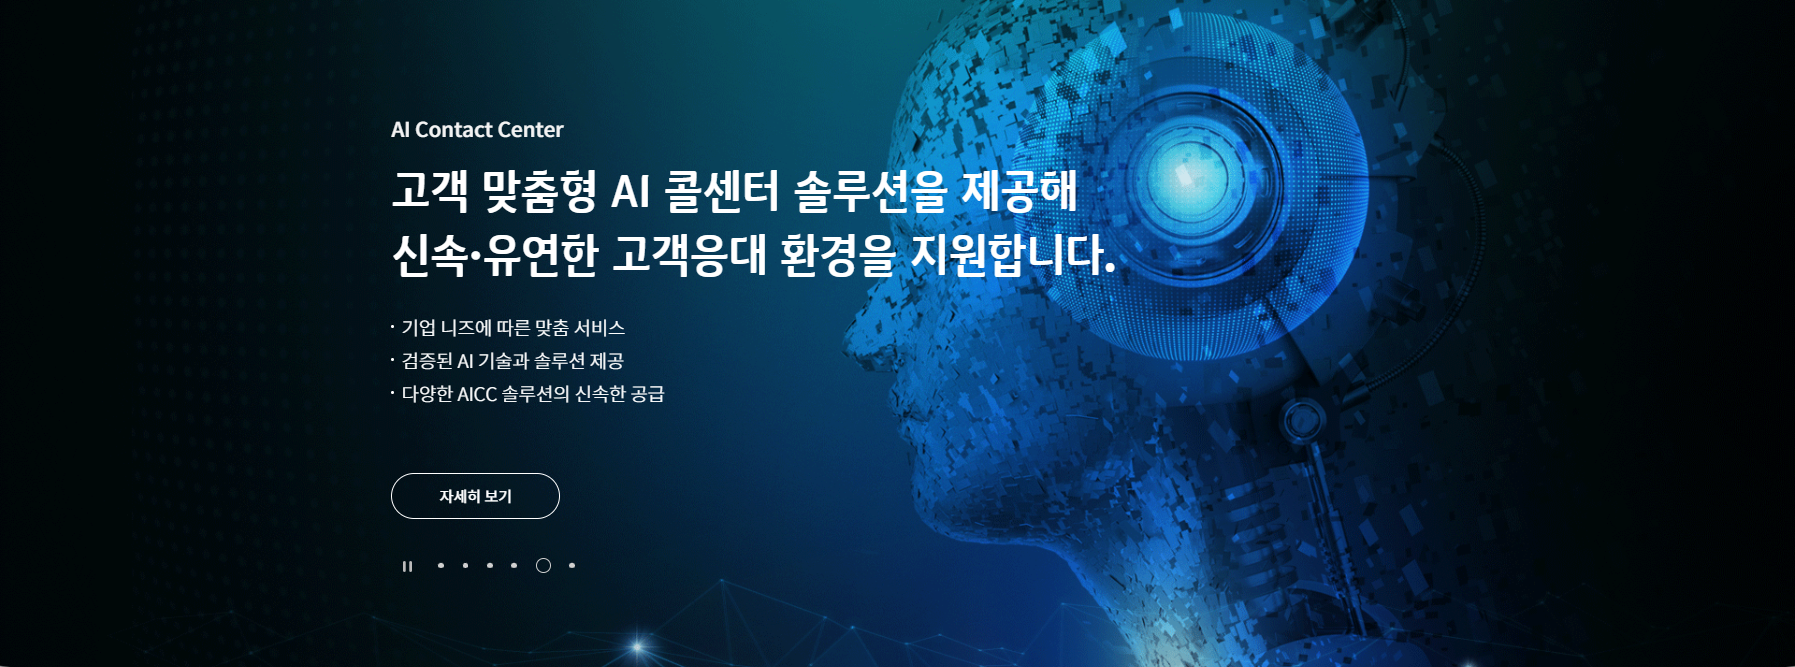 AI Contact Center
고객 맞춤형 AI 콜센터 솔루션을 제공해
신속·유연한 고객응대 환경을 지원합니다.
· 기업 니즈에 따른 맞춤 서비스
· 검증된 AI 기술과 솔루션 제공
· 다양한 AICC 솔루션의 신속한 공급
자세히 보기